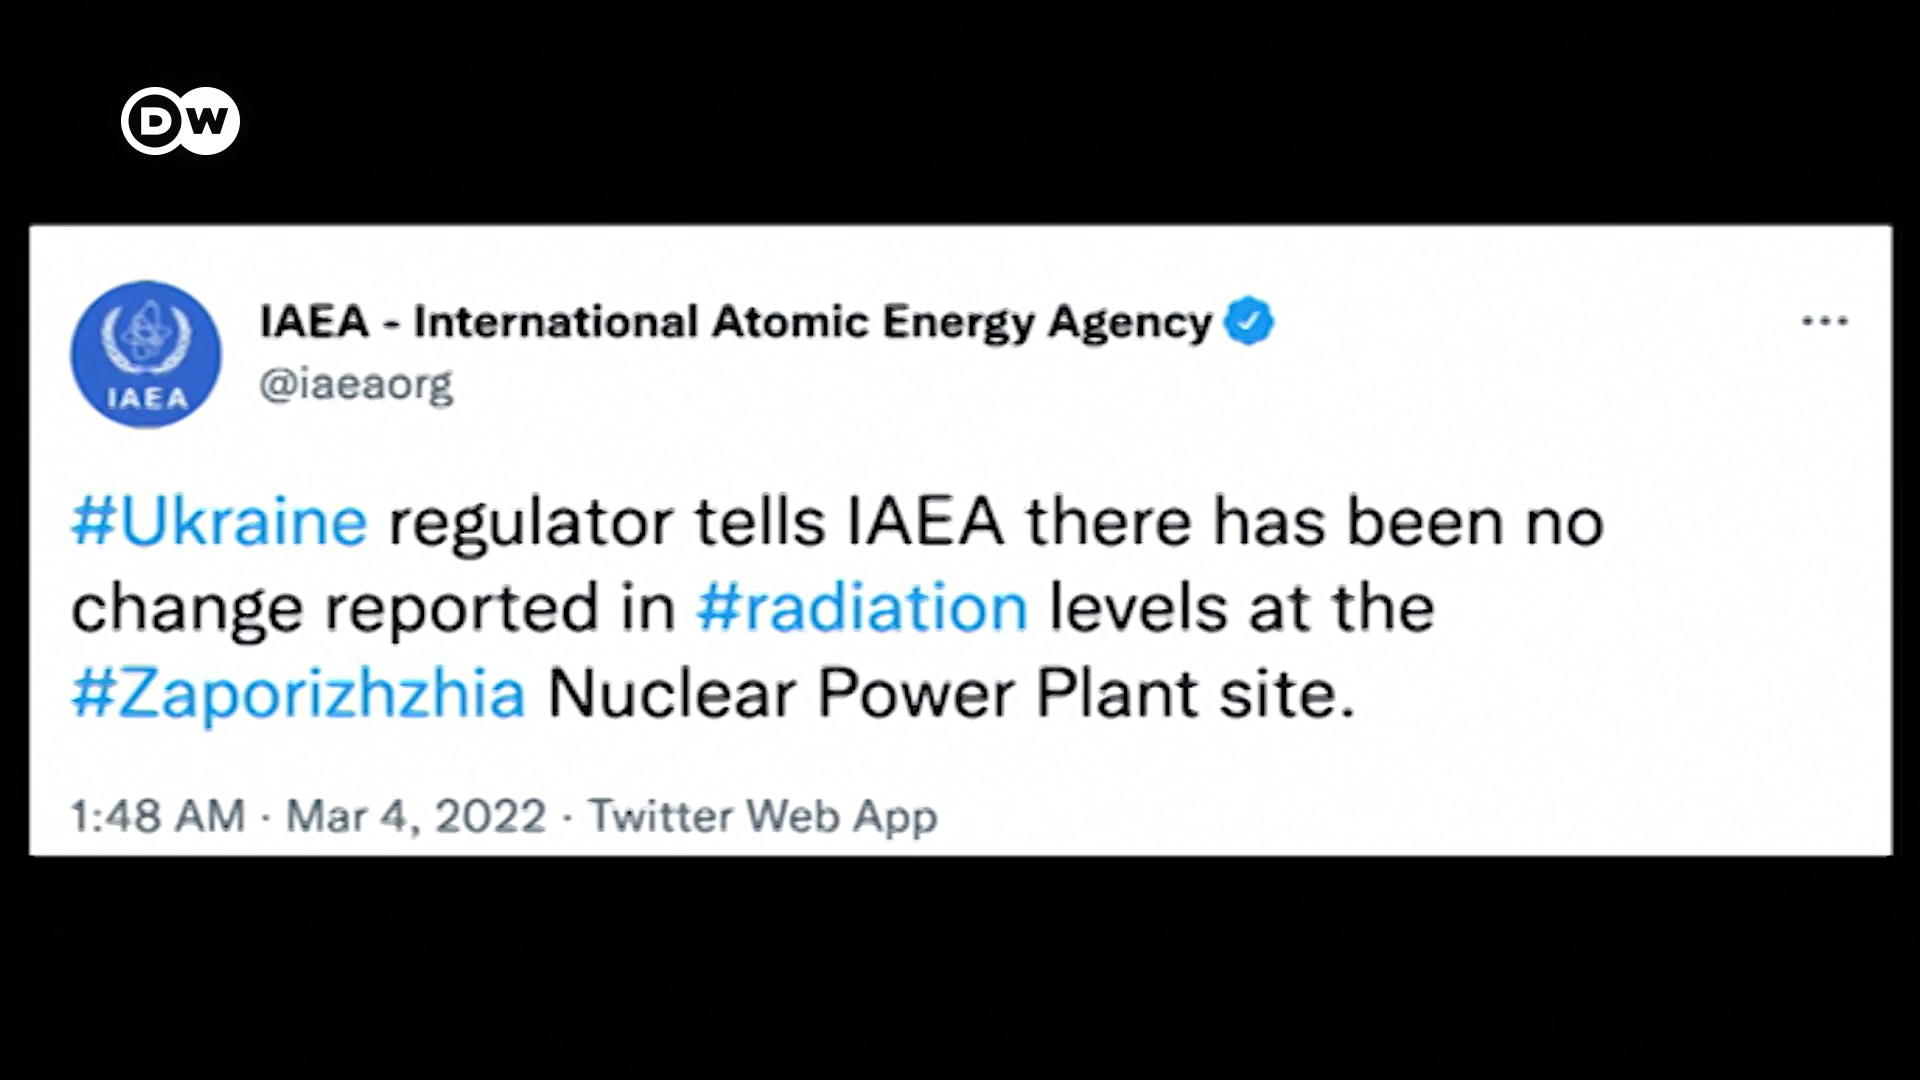 DW
IAEA - International Atomic Energy Agency
@iaeaorg
IAEA
#Ukraine regulator tells IAEA there has been no
change reported in #radiation levels at the
#Zaporizhzhia Nuclear Power Plant site.
1:48 AM · Mar 4, 2022 · Twitter Web App